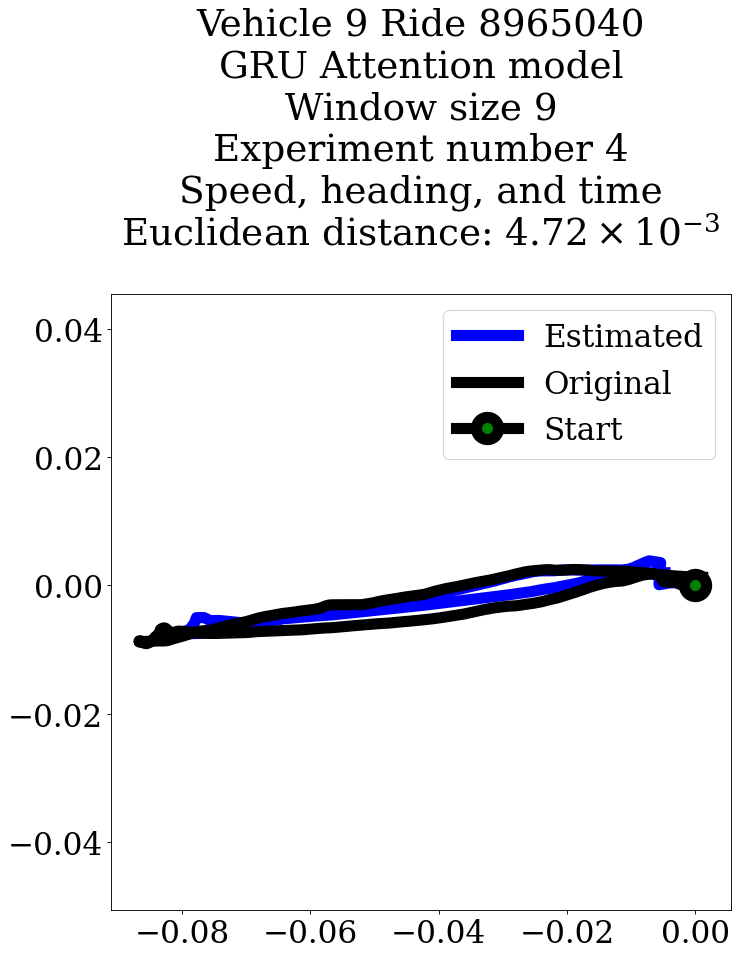 Vehicle 9 Ride 8965040
GRU Attention model
Window size 9
Experiment number 4
Speed, heading, and time
Euclidean distance: 4.72 × 10⁻³
Estimated
Original
Start
0.04
0.02
0.00
−0.02
−0.04
−0.08 −0.06 −0.04 −0.02 0.00